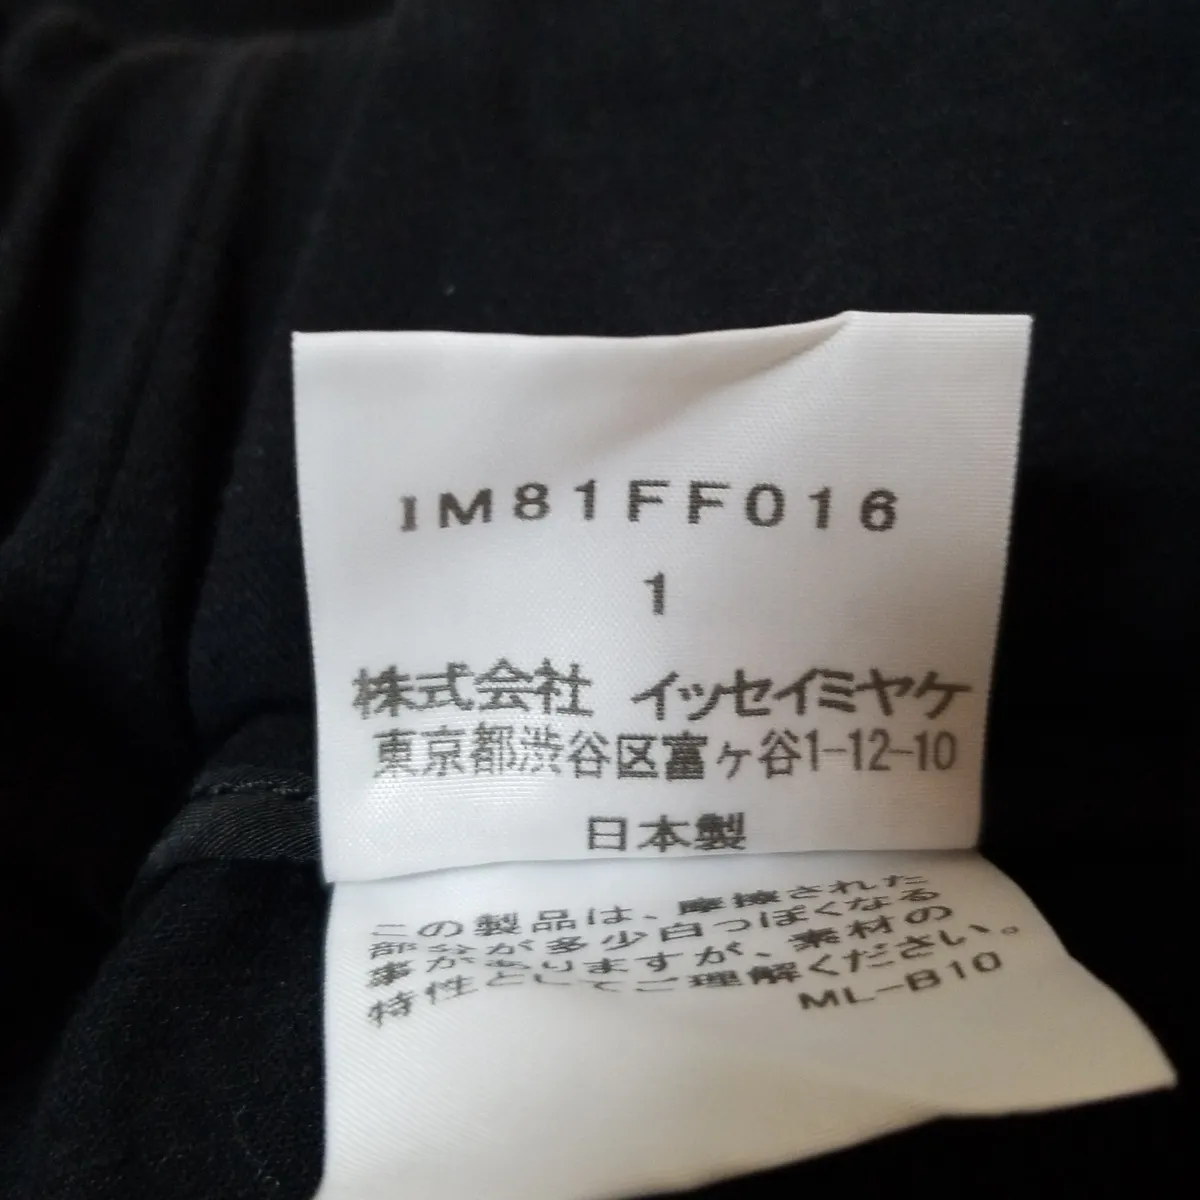 IM81FF016
1
株式会社 イッセイミヤケ
東京都渋谷区富ヶ谷1-12-10
日本製
この製品は、摩擦された
部分が多少白っぽくなる
事がありますが、素材の
特性としてご理解ください。
ML-B10